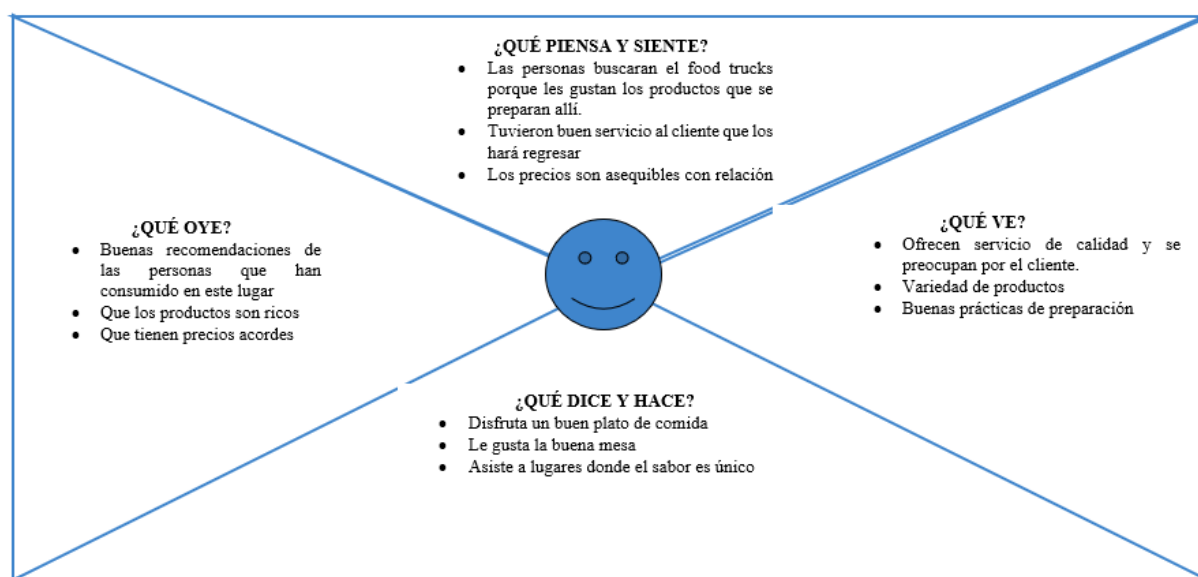 ¿QUÉ PIENSA Y SIENTE?
• Las personas buscaran el food trucks
porque les gustan los productos que se
preparan allí.
• Tuvieron buen servicio al cliente que los
hará regresar
• Los precios son asequibles con relación
¿QUÉ OYE?
• Buenas recomendaciones de
las personas que han
consumido en este lugar
• Que los productos son ricos
• Que tienen precios acordes
¿QUÉ VE?
• Ofrecen servicio de calidad y se
preocupan por el cliente.
• Variedad de productos
• Buenas prácticas de preparación
¿QUÉ DICE Y HACE?
• Disfruta un buen plato de comida
• Le gusta la buena mesa
• Asiste a lugares donde el sabor es único